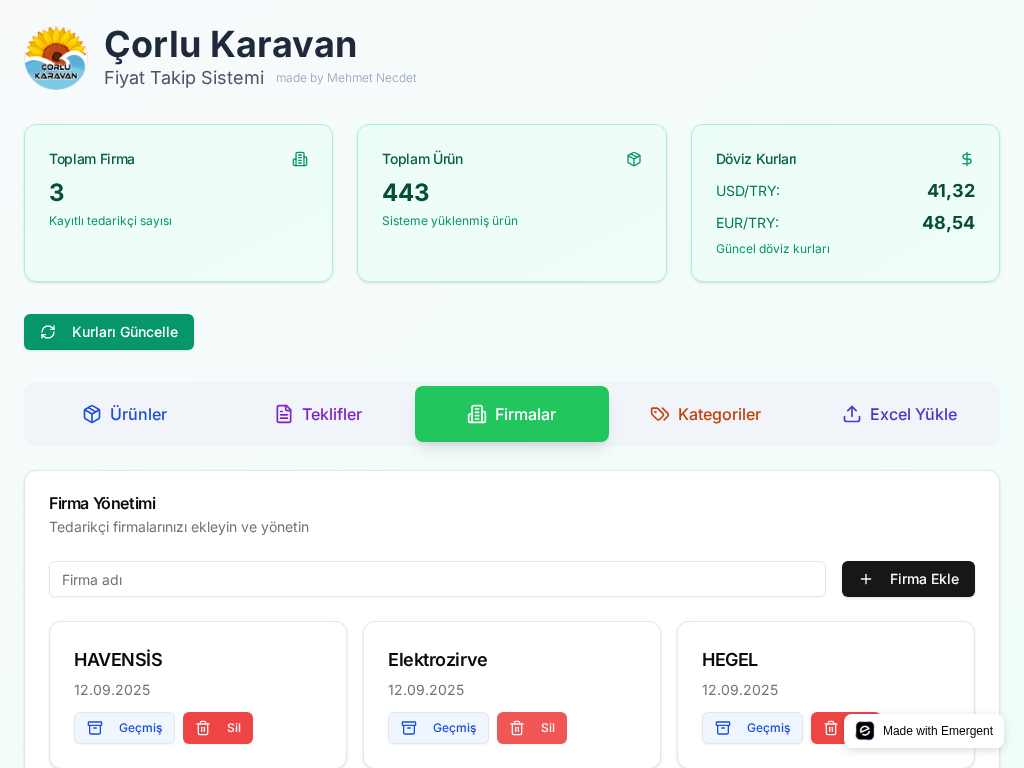 ÇORLU
KARAVAN
Çorlu Karavan
Fiyat Takip Sistemi made by Mehmet Necdet
Toplam Firma
3
Kayıtlı tedarikçi sayısı
Toplam Ürün
443
Sisteme yüklenmiş ürün
Döviz Kurları
USD/TRY: 41,32
EUR/TRY: 48,54
Güncel döviz kurları
Kurları Güncelle
Ürünler Teklifler Firmalar Kategoriler Excel Yükle
Firma Yönetimi
Tedarikçi firmalarınızı ekleyin ve yönetin
Firma adı Firma Ekle
HAVENSİS
12.09.2025
Geçmiş Sil
Elektrozirve
12.09.2025
Geçmiş Sil
HEGEL
12.09.2025
Geçmiş
Made with Emergent